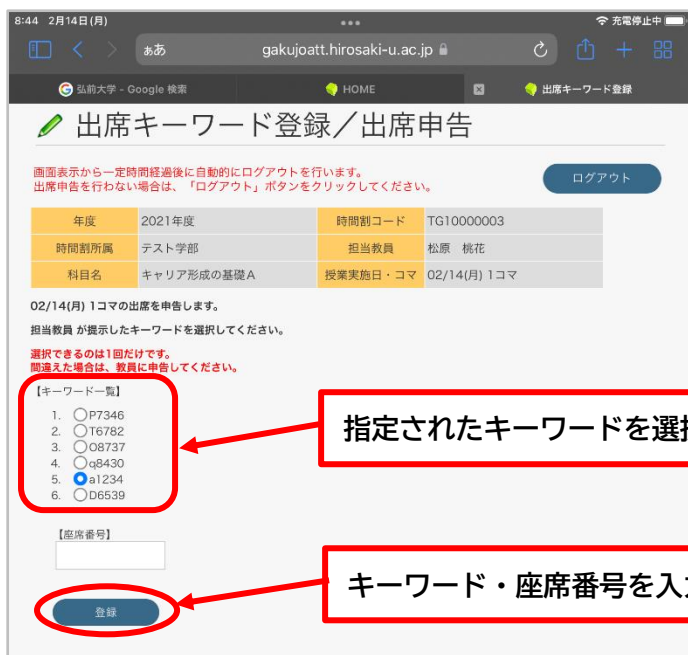 8:44 2月14日(月)
充電停止中
ぁあ
gakujoatt.hirosaki-u.ac.jp
弘前大学 - Google 検索
HOME
出席キーワード登録
出席キーワード登録／出席申告
画面表示から一定時間経過後に自動的にログアウトを行います。
出席申告を行わない場合は、「ログアウト」ボタンをクリックしてください。
ログアウト
年度 2021年度 時間割コード TG10000003
時間割所属 テスト学部 担当教員 松原 桃花
科目名 キャリア形成の基礎A 授業実施日・コマ 02/14(月) 1コマ
02/14(月) 1コマの出席を申告します。
担当教員 が提示したキーワードを選択してください。
選択できるのは1回だけです。
間違えた場合は、教員に申告してください。
【キーワード一覧】
1. P7346
2. T6782
3. O8737
4. q8430
5. a1234
6. D6539
指定されたキーワードを選
【座席番号】
キーワード・座席番号を入
登録